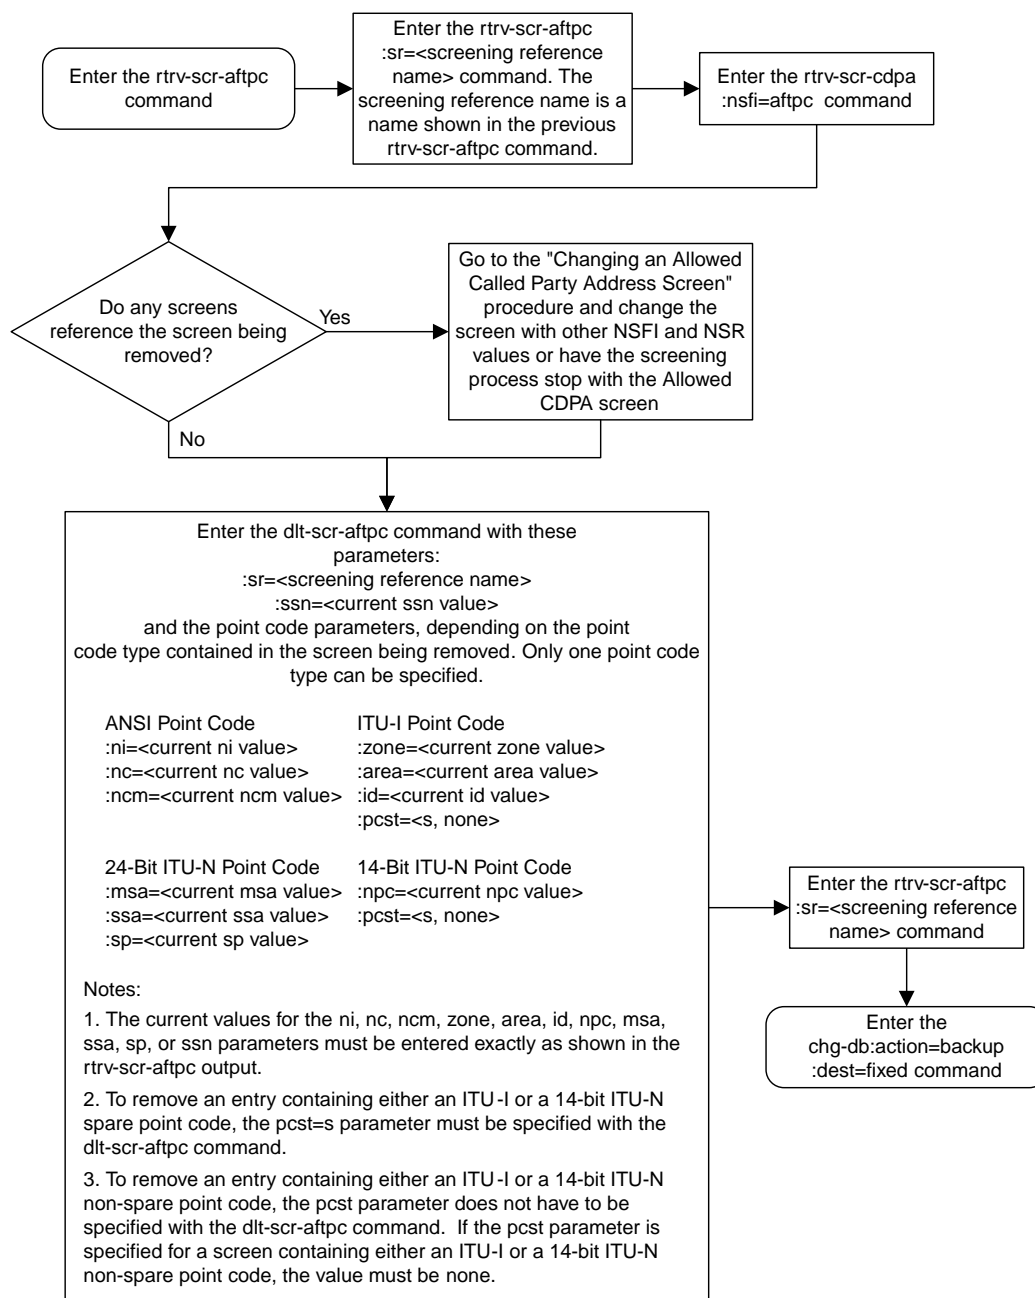 Enter the rtrv-scr-aftpc
command
Enter the rtrv-scr-aftpc
:sr=<screening reference
name> command. The
screening reference name is a
name shown in the previous
rtrv-scr-aftpc command.
Enter the rtrv-scr-cdpa
:nsfi=aftpc command
Do any screens
reference the screen being
removed?
Yes
No
Go to the "Changing an Allowed
Called Party Address Screen"
procedure and change the
screen with other NSFI and NSR
values or have the screening
process stop with the Allowed
CDPA screen
Enter the dlt-scr-aftpc command with these
parameters:
:sr=<screening reference name>
:ssn=<current ssn value>
and the point code parameters, depending on the point
code type contained in the screen being removed. Only one point code
type can be specified.
ANSI Point Code
:ni=<current ni value>
:nc=<current nc value>
:ncm=<current ncm value>
ITU-I Point Code
:zone=<current zone value>
:area=<current area value>
:id=<current id value>
:pcst=<s, none>
24-Bit ITU-N Point Code
:msa=<current msa value>
:ssa=<current ssa value>
:sp=<current sp value>
14-Bit ITU-N Point Code
:npc=<current npc value>
:pcst=<s, none>
Notes:
1. The current values for the ni, nc, ncm, zone, area, id, npc, msa,
ssa, sp, or ssn parameters must be entered exactly as shown in the
rtrv-scr-aftpc output.
2. To remove an entry containing either an ITU-I or a 14-bit ITU-N
spare point code, the pcst=s parameter must be specified with the
dlt-scr-aftpc command.
3. To remove an entry containing either an ITU-I or a 14-bit ITU-N
non-spare point code, the pcst parameter does not have to be
specified with the dlt-scr-aftpc command. If the pcst parameter is
specified for a screen containing either an ITU-I or a 14-bit ITU-N
non-spare point code, the value must be none.
Enter the rtrv-scr-aftpc
:sr=<screening reference
name> command
Enter the
chg-db:action=backup
:dest=fixed command